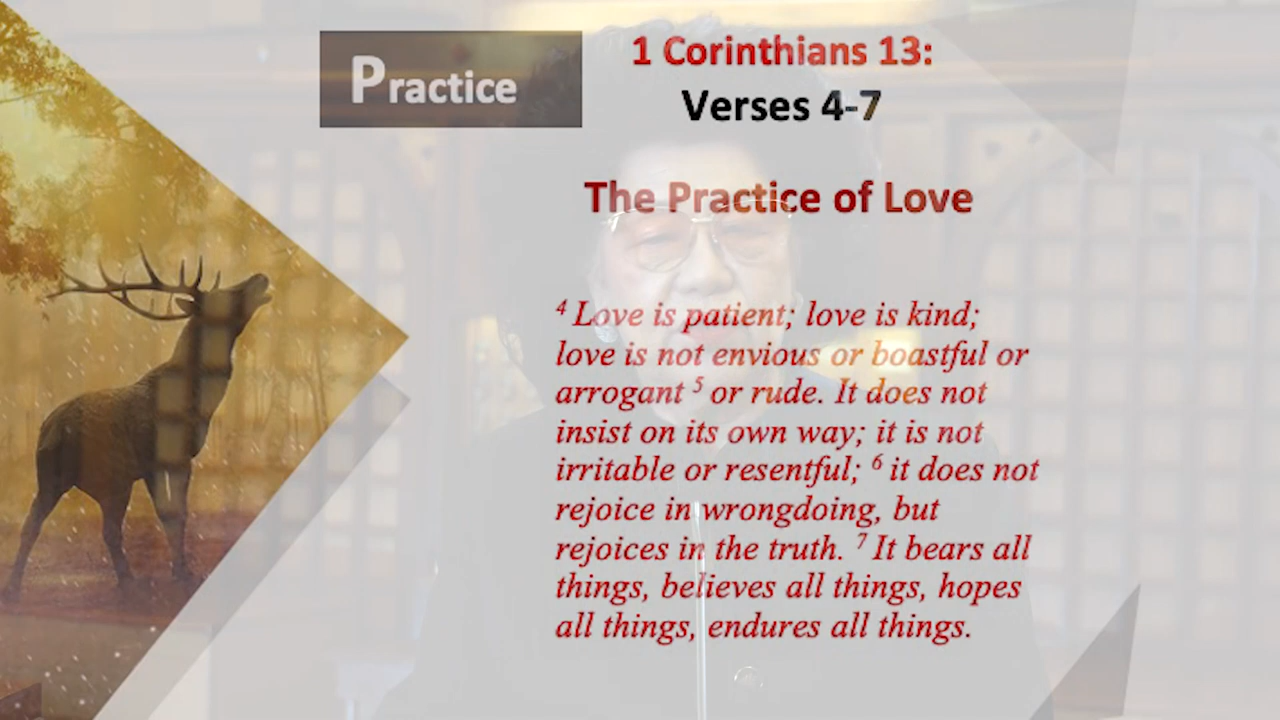 Practice
1 Corinthians 13:
Verses 4-7
The Practice of Love
4 Love is patient; love is kind;
love is not envious or boastful or
arrogant 5 or rude. It does not
insist on its own way; it is not
irritable or resentful; 6 it does not
rejoice in wrongdoing, but
rejoices in the truth. 7 It bears all
things, believes all things, hopes
all things, endures all things.